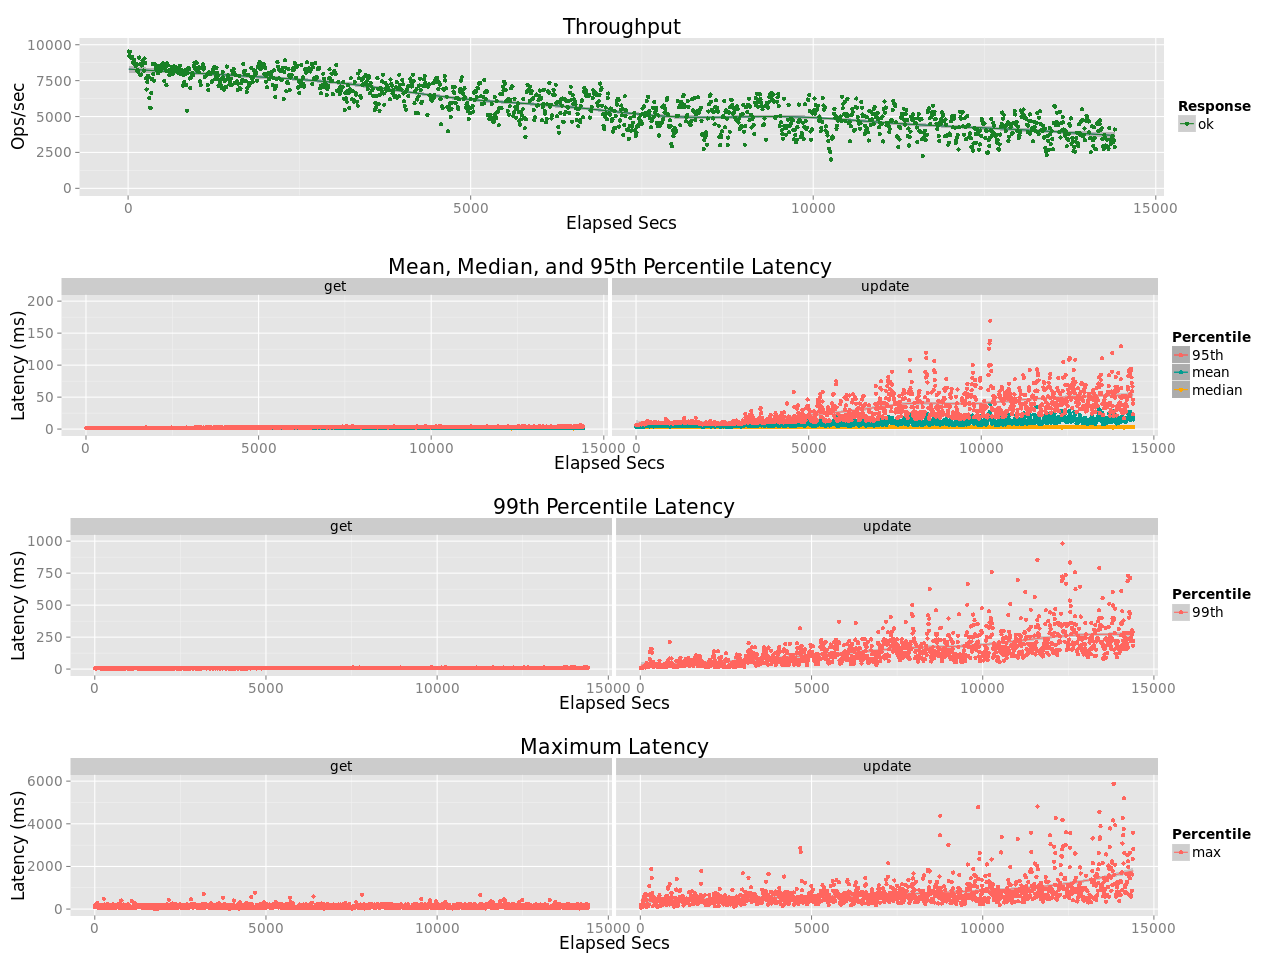 Throughput
10000
7500
5000
2500
0
Ops/sec
0 5000 10000 15000
Elapsed Secs
Response
ok
Mean, Median, and 95th Percentile Latency
get update
200
150
100
50
0
Latency (ms)
0 5000 10000 15000 0 5000 10000 15000
Elapsed Secs
Percentile
95th
mean
median
99th Percentile Latency
get update
1000
750
500
250
0
Latency (ms)
0 5000 10000 15000 0 5000 10000 15000
Elapsed Secs
Percentile
99th
Maximum Latency
get update
6000
4000
2000
0
Latency (ms)
0 5000 10000 15000 0 5000 10000 15000
Elapsed Secs
Percentile
max